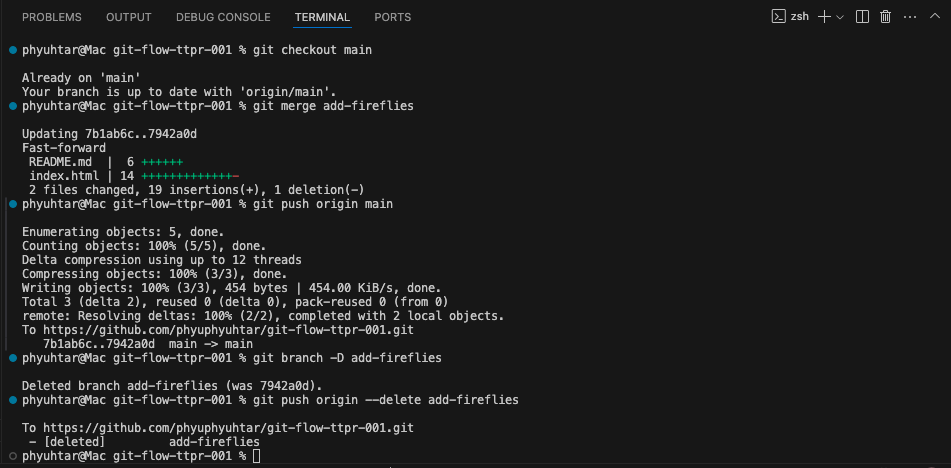 PROBLEMS OUTPUT DEBUG CONSOLE TERMINAL PORTS zsh
phyuhtar@Mac git-flow-ttpr-001 % git checkout main
Already on 'main'
Your branch is up to date with 'origin/main'.
phyuhtar@Mac git-flow-ttpr-001 % git merge add-fireflies
Updating 7b1ab6c..7942a0d
Fast-forward
 README.md  |  6 ++++++
 index.html | 14 +++++++++++++-
 2 files changed, 19 insertions(+), 1 deletion(-)
phyuhtar@Mac git-flow-ttpr-001 % git push origin main
Enumerating objects: 5, done.
Counting objects: 100% (5/5), done.
Delta compression using up to 12 threads
Compressing objects: 100% (3/3), done.
Writing objects: 100% (3/3), 454 bytes | 454.00 KiB/s, done.
Total 3 (delta 2), reused 0 (delta 0), pack-reused 0 (from 0)
remote: Resolving deltas: 100% (2/2), completed with 2 local objects.
To https://github.com/phyuphyuhtar/git-flow-ttpr-001.git
   7b1ab6c..7942a0d  main -> main
phyuhtar@Mac git-flow-ttpr-001 % git branch -D add-fireflies
Deleted branch add-fireflies (was 7942a0d).
phyuhtar@Mac git-flow-ttpr-001 % git push origin --delete add-fireflies
To https://github.com/phyuphyuhtar/git-flow-ttpr-001.git
 - [deleted]         add-fireflies
phyuhtar@Mac git-flow-ttpr-001 %